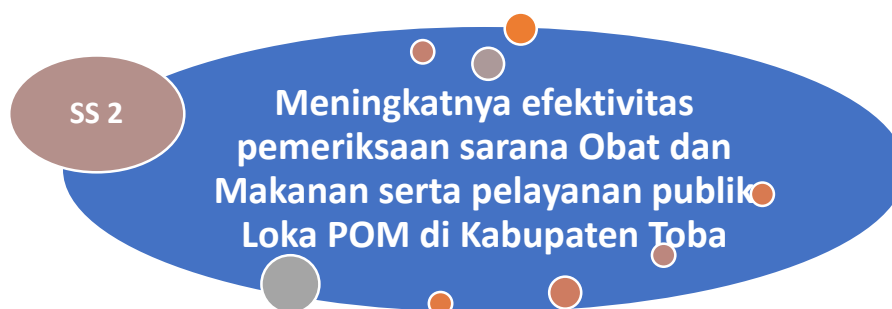 SS 2
Meningkatnya efektivitas
pemeriksaan sarana Obat dan
Makanan serta pelayanan publik
Loka POM di Kabupaten Toba